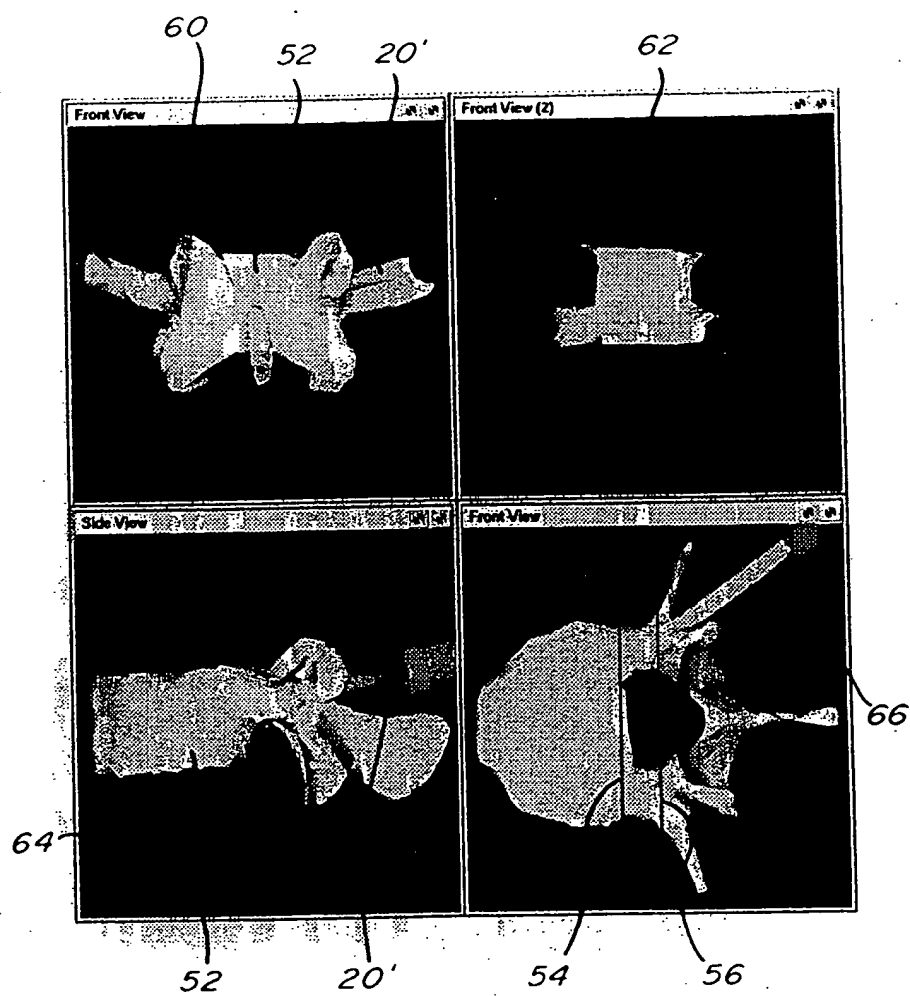 60 52 20' 62
Front View
Front View (2)
Side View
Front View
66
64
52 20' 54 56